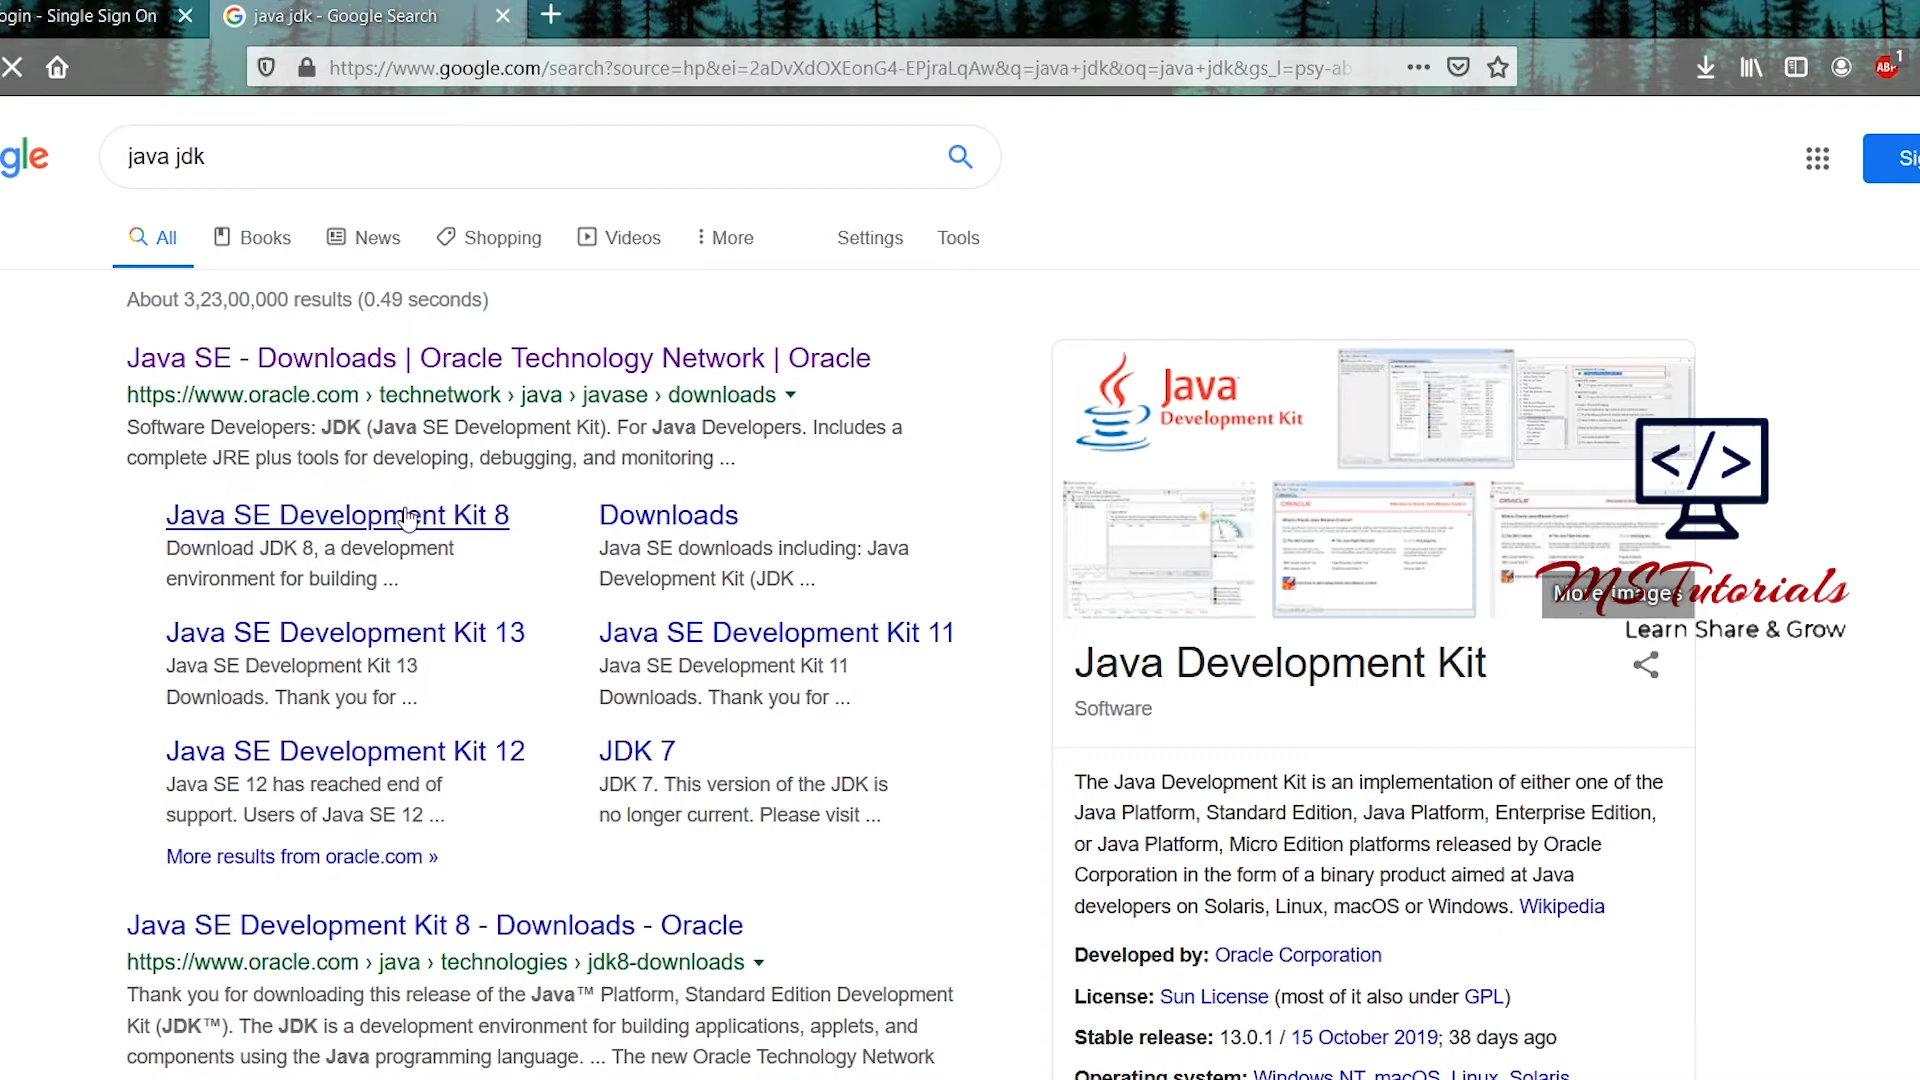 ogin - Single Sign On
java jdk - Google Search
https://www.google.com/search?source=hp&ei=2aDvXdOXEonG4-EPjraLqAw&q=java+jdk&oq=java+jdk&gs_l=psy-ab
ABP
1
gle
java jdk
Sig
All
Books
News
Shopping
Videos
More
Settings
Tools
About 3,23,00,000 results (0.49 seconds)
Java SE - Downloads | Oracle Technology Network | Oracle
https://www.oracle.com › technetwork › java › javase › downloads
Software Developers: JDK (Java SE Development Kit). For Java Developers. Includes a
complete JRE plus tools for developing, debugging, and monitoring ...
Java SE Development Kit 8
Download JDK 8, a development
environment for building ...
Downloads
Java SE downloads including: Java
Development Kit (JDK ...
Java SE Development Kit 13
Java SE Development Kit 13
Downloads. Thank you for ...
Java SE Development Kit 11
Java SE Development Kit 11
Downloads. Thank you for ...
Java SE Development Kit 12
Java SE 12 has reached end of
support. Users of Java SE 12 ...
JDK 7
JDK 7. This version of the JDK is
no longer current. Please visit ...
More results from oracle.com »
Java SE Development Kit 8 - Downloads - Oracle
https://www.oracle.com › java › technologies › jdk8-downloads
Thank you for downloading this release of the Java™ Platform, Standard Edition Development
Kit (JDK™). The JDK is a development environment for building applications, applets, and
components using the Java programming language. ... The new Oracle Technology Network
Java
Development Kit
ORACLE
ORACLE
</>
More images
MSTutorials
Learn Share & Grow
Java Development Kit
Software
The Java Development Kit is an implementation of either one of the
Java Platform, Standard Edition, Java Platform, Enterprise Edition,
or Java Platform, Micro Edition platforms released by Oracle
Corporation in the form of a binary product aimed at Java
developers on Solaris, Linux, macOS or Windows. Wikipedia
Developed by: Oracle Corporation
License: Sun License (most of it also under GPL)
Stable release: 13.0.1 / 15 October 2019; 38 days ago
Operating system: Windows NT, macOS, Linux, Solaris